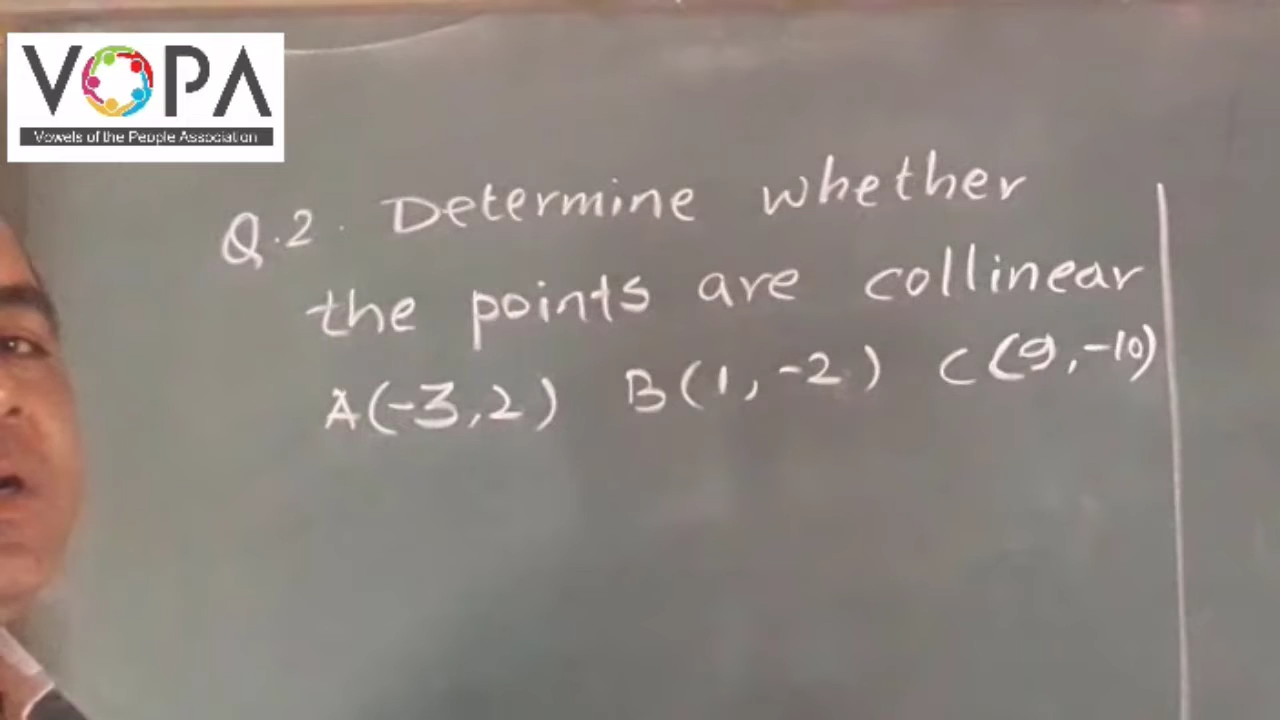 VOPA
Vowels of the People Association
Q.2. Determine whether
the points are collinear
A(-3,2) B(1,-2) C(9,-10)